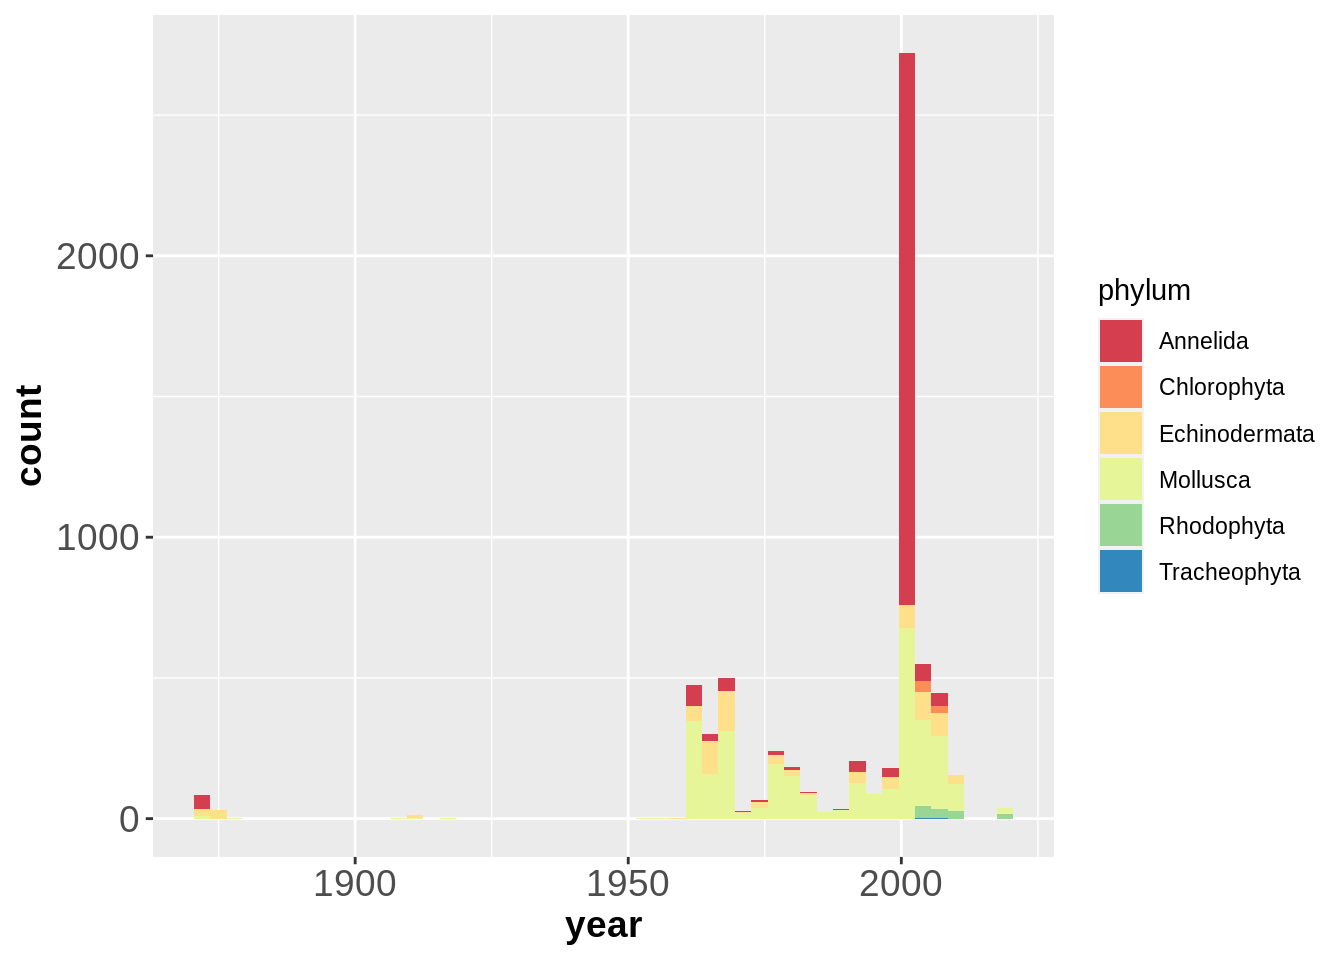 count
2000
1000
0
1900
1950
2000
year
phylum
Annelida
Chlorophyta
Echinodermata
Mollusca
Rhodophyta
Tracheophyta